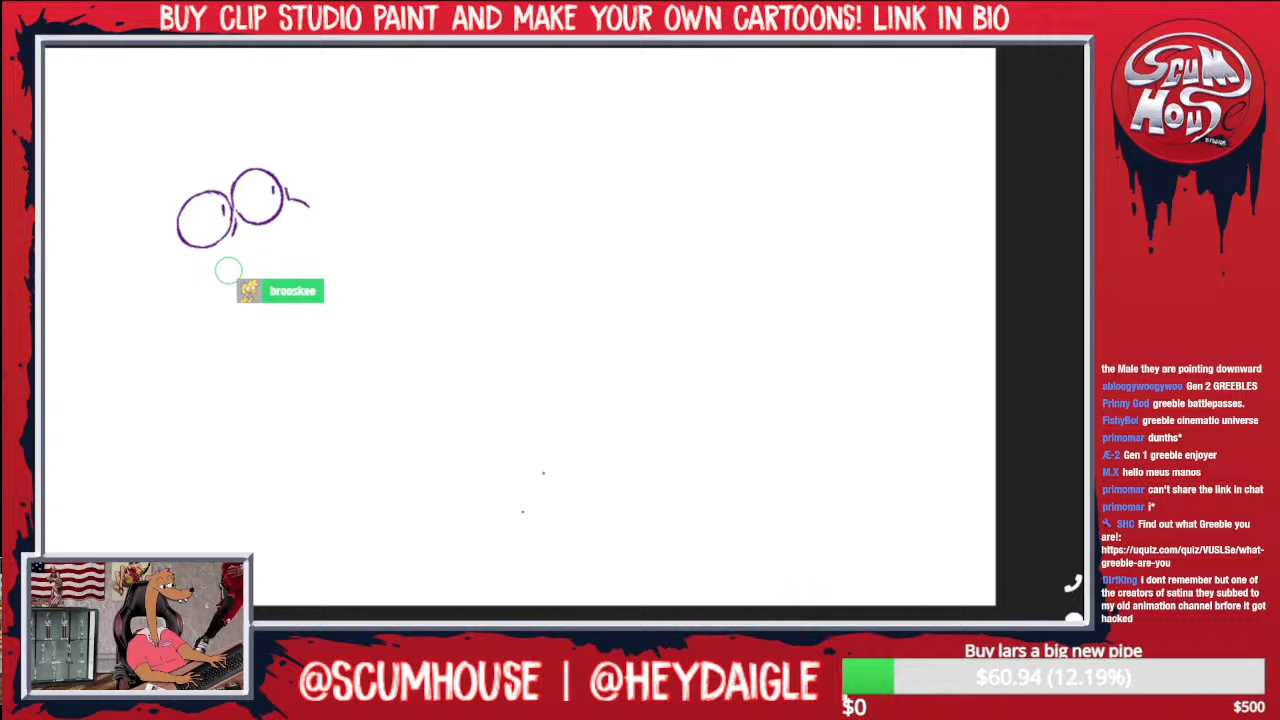 BUY CLIP STUDIO PAINT AND MAKE YOUR OWN CARTOONS! LINK IN BIO
SCUM
HOUSE
brooskee
the Male they are pointing downward
abloogywoogywoo Gen 2 GREEBLES
Prinny God greeble battlepasses.
FishyBoi greeble cinematic universe
primomar dunths*
Æ-2 Gen 1 greeble enjoyer
M.X hello meus manos
primomar can't share the link in chat
primomar i*
SHC Find out what Greeble you
are!:
https://uquiz.com/quiz/VUSLSe/what-
greeble-are-you
DirtKing i dont remember but one of
the creators of satina they subbed to
my old animation channel brfore it got
hacked
@SCUMHOUSE | @HEYDAIGLE
Buy lars a big new pipe
$60.94 (12.19%)
$0
$500